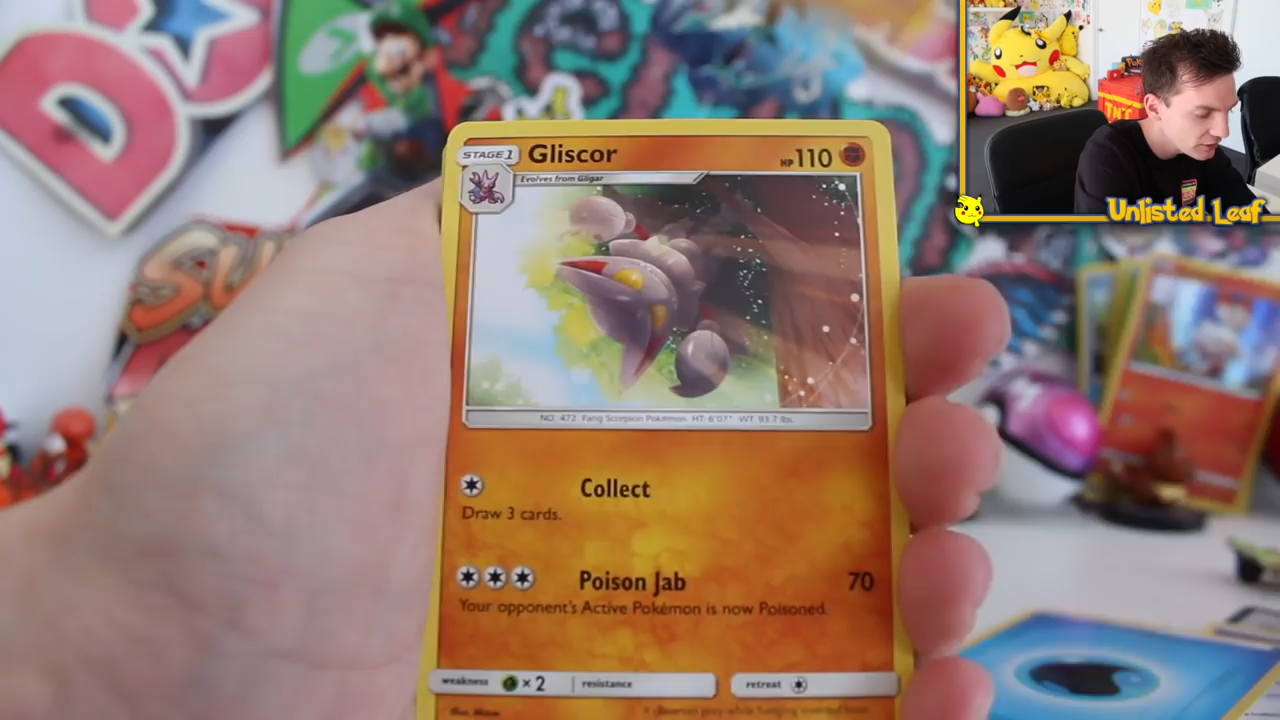 STAGE 1 Gliscor HP 110
Evolves from Gligar
NO. 472 Fang Scorpion Pokémon HT: 6'07" WT: 93.7 lbs.
Collect
Draw 3 cards.
Poison Jab 70
Your opponent's Active Pokémon is now Poisoned.
weakness ×2 resistance retreat
TNT
Unlisted Leaf